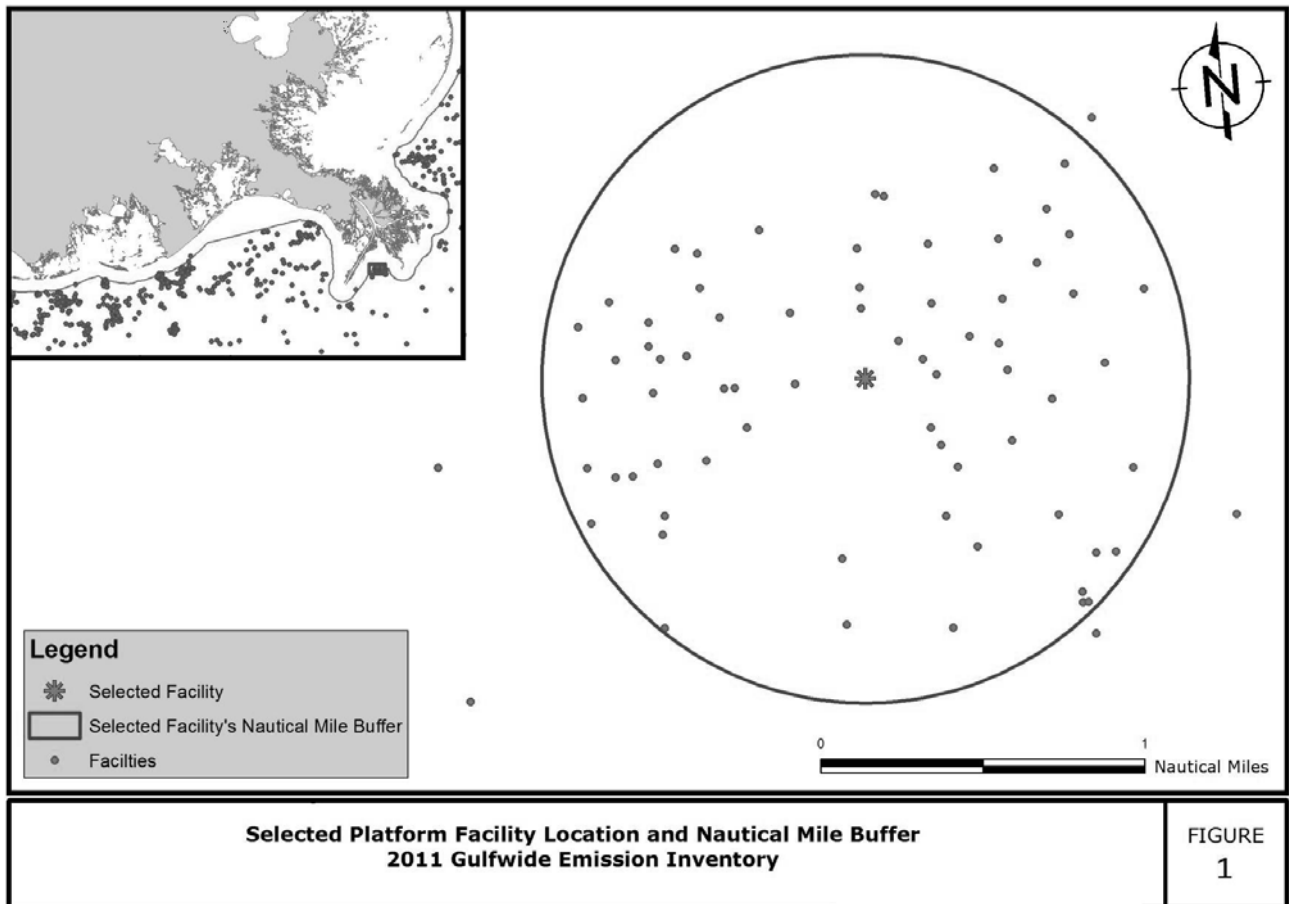 N
Legend
Selected Facility
Selected Facility's Nautical Mile Buffer
Facilties
0 1
Nautical Miles
Selected Platform Facility Location and Nautical Mile Buffer
2011 Gulfwide Emission Inventory
FIGURE
1